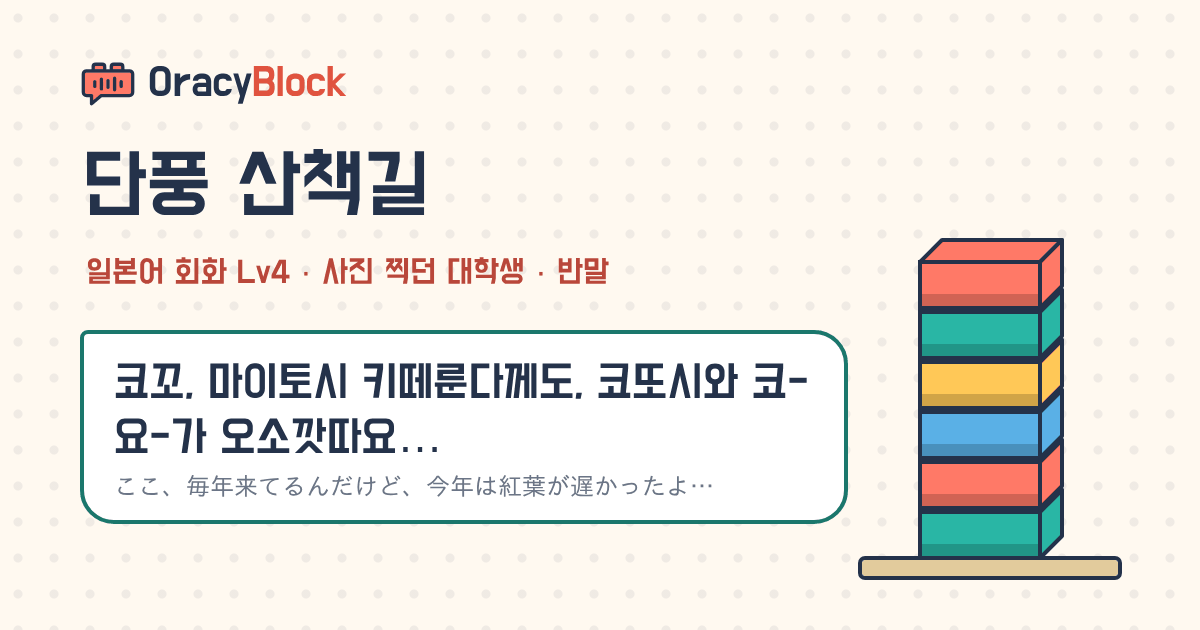 OracyBlock
단풍 산책길
일본어 회화 Lv4 · 사진 찍던 대학생 · 반말
코꼬, 마이토시 키떼룬다께도, 코또시와 코-
요-가 오소깟따요...
ここ、毎年来てるんだけど、今年は紅葉が遅かったよ…